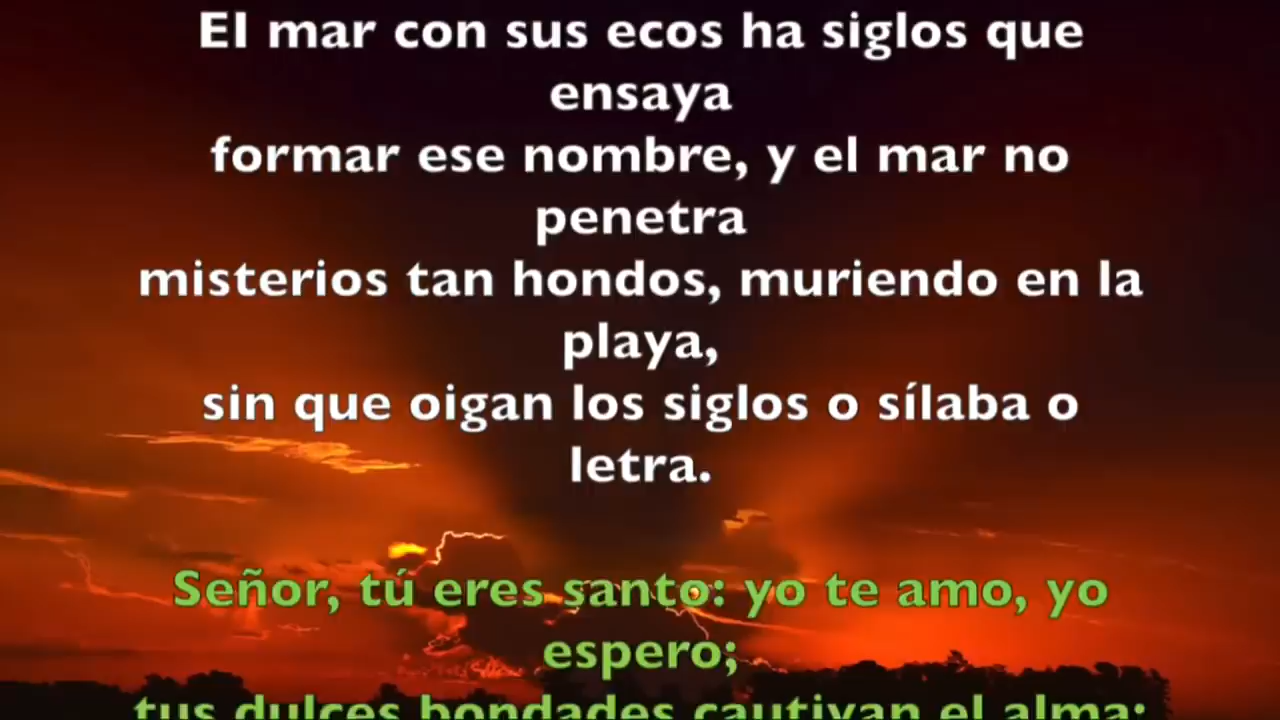 El mar con sus ecos ha siglos que
ensaya
formar ese nombre, y el mar no
penetra
misterios tan hondos, muriendo en la
playa,
sin que oigan los siglos o sílaba o
letra.
Señor, tú eres santo: yo te amo, yo
espero;
tus dulces bondades cautivan el alma;